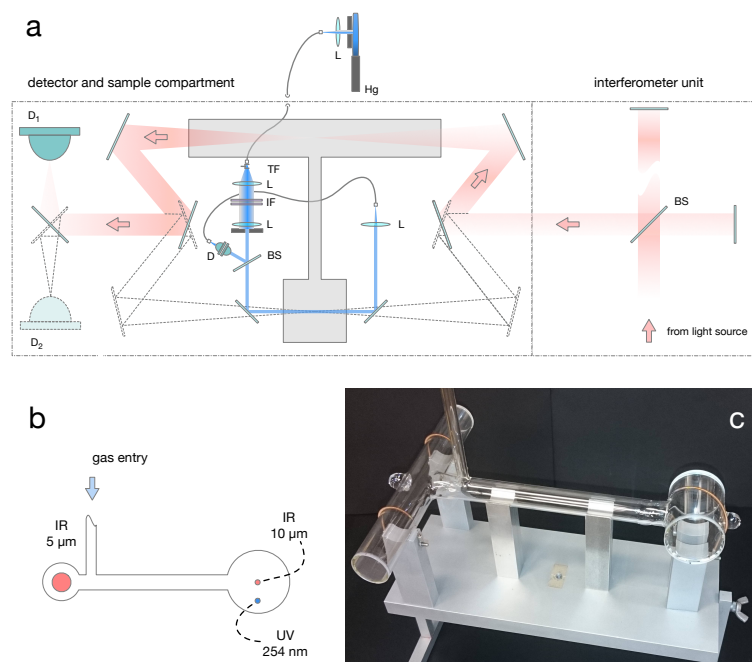 a
L
Hg
detector and sample compartment
interferometer unit
D1
TF
L
IF
L
L
D
BS
BS
D2
from light source
b
c
gas entry
IR
5 µm
IR
10 µm
UV
254 nm